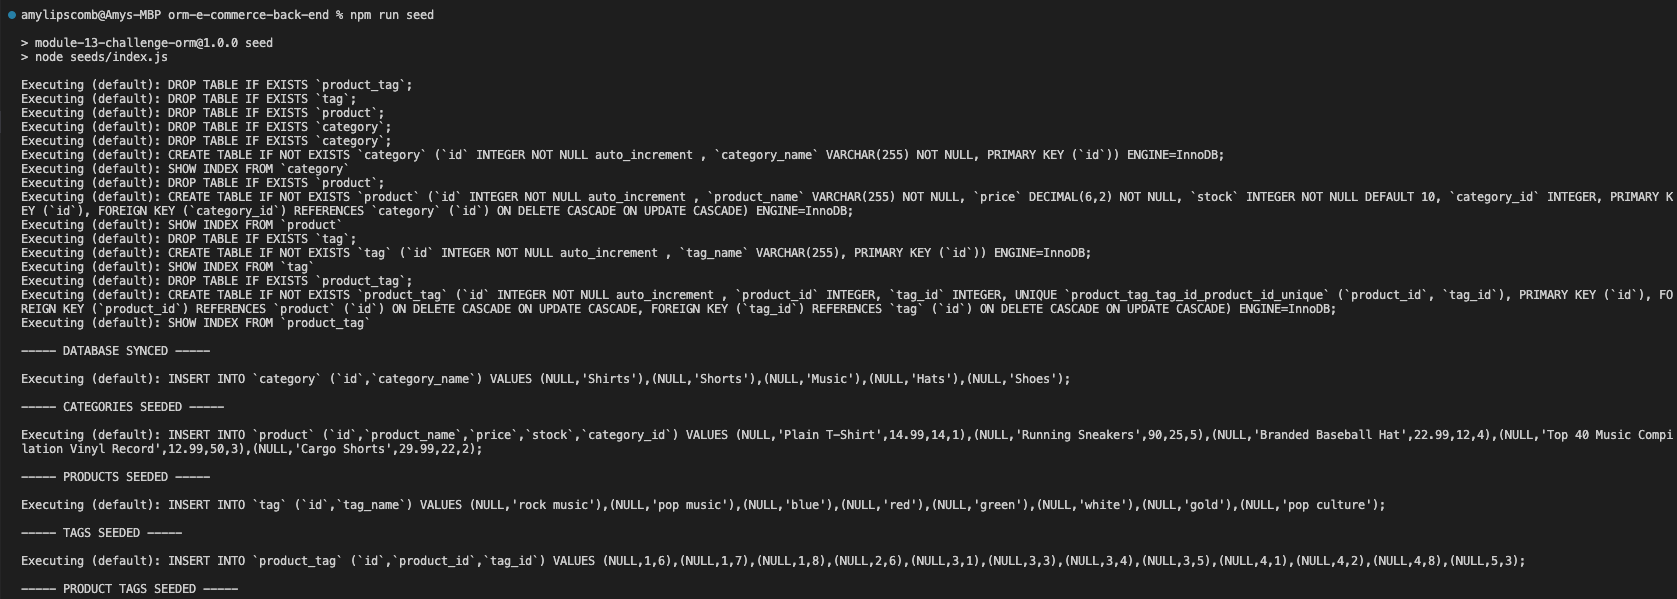 amylipscomb@Amys-MBP orm-e-commerce-back-end % npm run seed
> module-13-challenge-orm@1.0.0 seed
> node seeds/index.js
Executing (default): DROP TABLE IF EXISTS `product_tag`;
Executing (default): DROP TABLE IF EXISTS `tag`;
Executing (default): DROP TABLE IF EXISTS `product`;
Executing (default): DROP TABLE IF EXISTS `category`;
Executing (default): DROP TABLE IF EXISTS `category`;
Executing (default): CREATE TABLE IF NOT EXISTS `category` (`id` INTEGER NOT NULL auto_increment , `category_name` VARCHAR(255) NOT NULL, PRIMARY KEY (`id`)) ENGINE=InnoDB;
Executing (default): SHOW INDEX FROM `category`
Executing (default): DROP TABLE IF EXISTS `product`;
Executing (default): CREATE TABLE IF NOT EXISTS `product` (`id` INTEGER NOT NULL auto_increment , `product_name` VARCHAR(255) NOT NULL, `price` DECIMAL(6,2) NOT NULL, `stock` INTEGER NOT NULL DEFAULT 10, `category_id` INTEGER, PRIMARY K
EY (`id`), FOREIGN KEY (`category_id`) REFERENCES `category` (`id`) ON DELETE CASCADE ON UPDATE CASCADE) ENGINE=InnoDB;
Executing (default): SHOW INDEX FROM `product`
Executing (default): DROP TABLE IF EXISTS `tag`;
Executing (default): CREATE TABLE IF NOT EXISTS `tag` (`id` INTEGER NOT NULL auto_increment , `tag_name` VARCHAR(255), PRIMARY KEY (`id`)) ENGINE=InnoDB;
Executing (default): SHOW INDEX FROM `tag`
Executing (default): DROP TABLE IF EXISTS `product_tag`;
Executing (default): CREATE TABLE IF NOT EXISTS `product_tag` (`id` INTEGER NOT NULL auto_increment , `product_id` INTEGER, `tag_id` INTEGER, UNIQUE `product_tag_tag_id_product_id_unique` (`product_id`, `tag_id`), PRIMARY KEY (`id`), FO
REIGN KEY (`product_id`) REFERENCES `product` (`id`) ON DELETE CASCADE ON UPDATE CASCADE, FOREIGN KEY (`tag_id`) REFERENCES `tag` (`id`) ON DELETE CASCADE ON UPDATE CASCADE) ENGINE=InnoDB;
Executing (default): SHOW INDEX FROM `product_tag`
----- DATABASE SYNCED -----
Executing (default): INSERT INTO `category` (`id`,`category_name`) VALUES (NULL,'Shirts'),(NULL,'Shorts'),(NULL,'Music'),(NULL,'Hats'),(NULL,'Shoes');
----- CATEGORIES SEEDED -----
Executing (default): INSERT INTO `product` (`id`,`product_name`,`price`,`stock`,`category_id`) VALUES (NULL,'Plain T-Shirt',14.99,14,1),(NULL,'Running Sneakers',90,25,5),(NULL,'Branded Baseball Hat',22.99,12,4),(NULL,'Top 40 Music Compi
lation Vinyl Record',12.99,50,3),(NULL,'Cargo Shorts',29.99,22,2);
----- PRODUCTS SEEDED -----
Executing (default): INSERT INTO `tag` (`id`,`tag_name`) VALUES (NULL,'rock music'),(NULL,'pop music'),(NULL,'blue'),(NULL,'red'),(NULL,'green'),(NULL,'white'),(NULL,'gold'),(NULL,'pop culture');
----- TAGS SEEDED -----
Executing (default): INSERT INTO `product_tag` (`id`,`product_id`,`tag_id`) VALUES (NULL,1,6),(NULL,1,7),(NULL,1,8),(NULL,2,6),(NULL,3,1),(NULL,3,3),(NULL,3,4),(NULL,3,5),(NULL,4,1),(NULL,4,2),(NULL,4,8),(NULL,5,3);
----- PRODUCT TAGS SEEDED -----